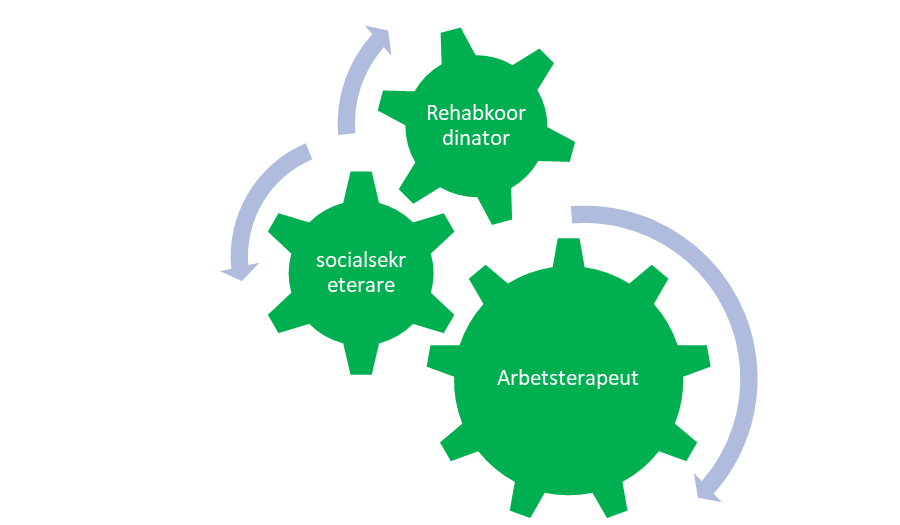 Rehabkoor
dinator
socialsekr
eterare
Arbetsterapeut